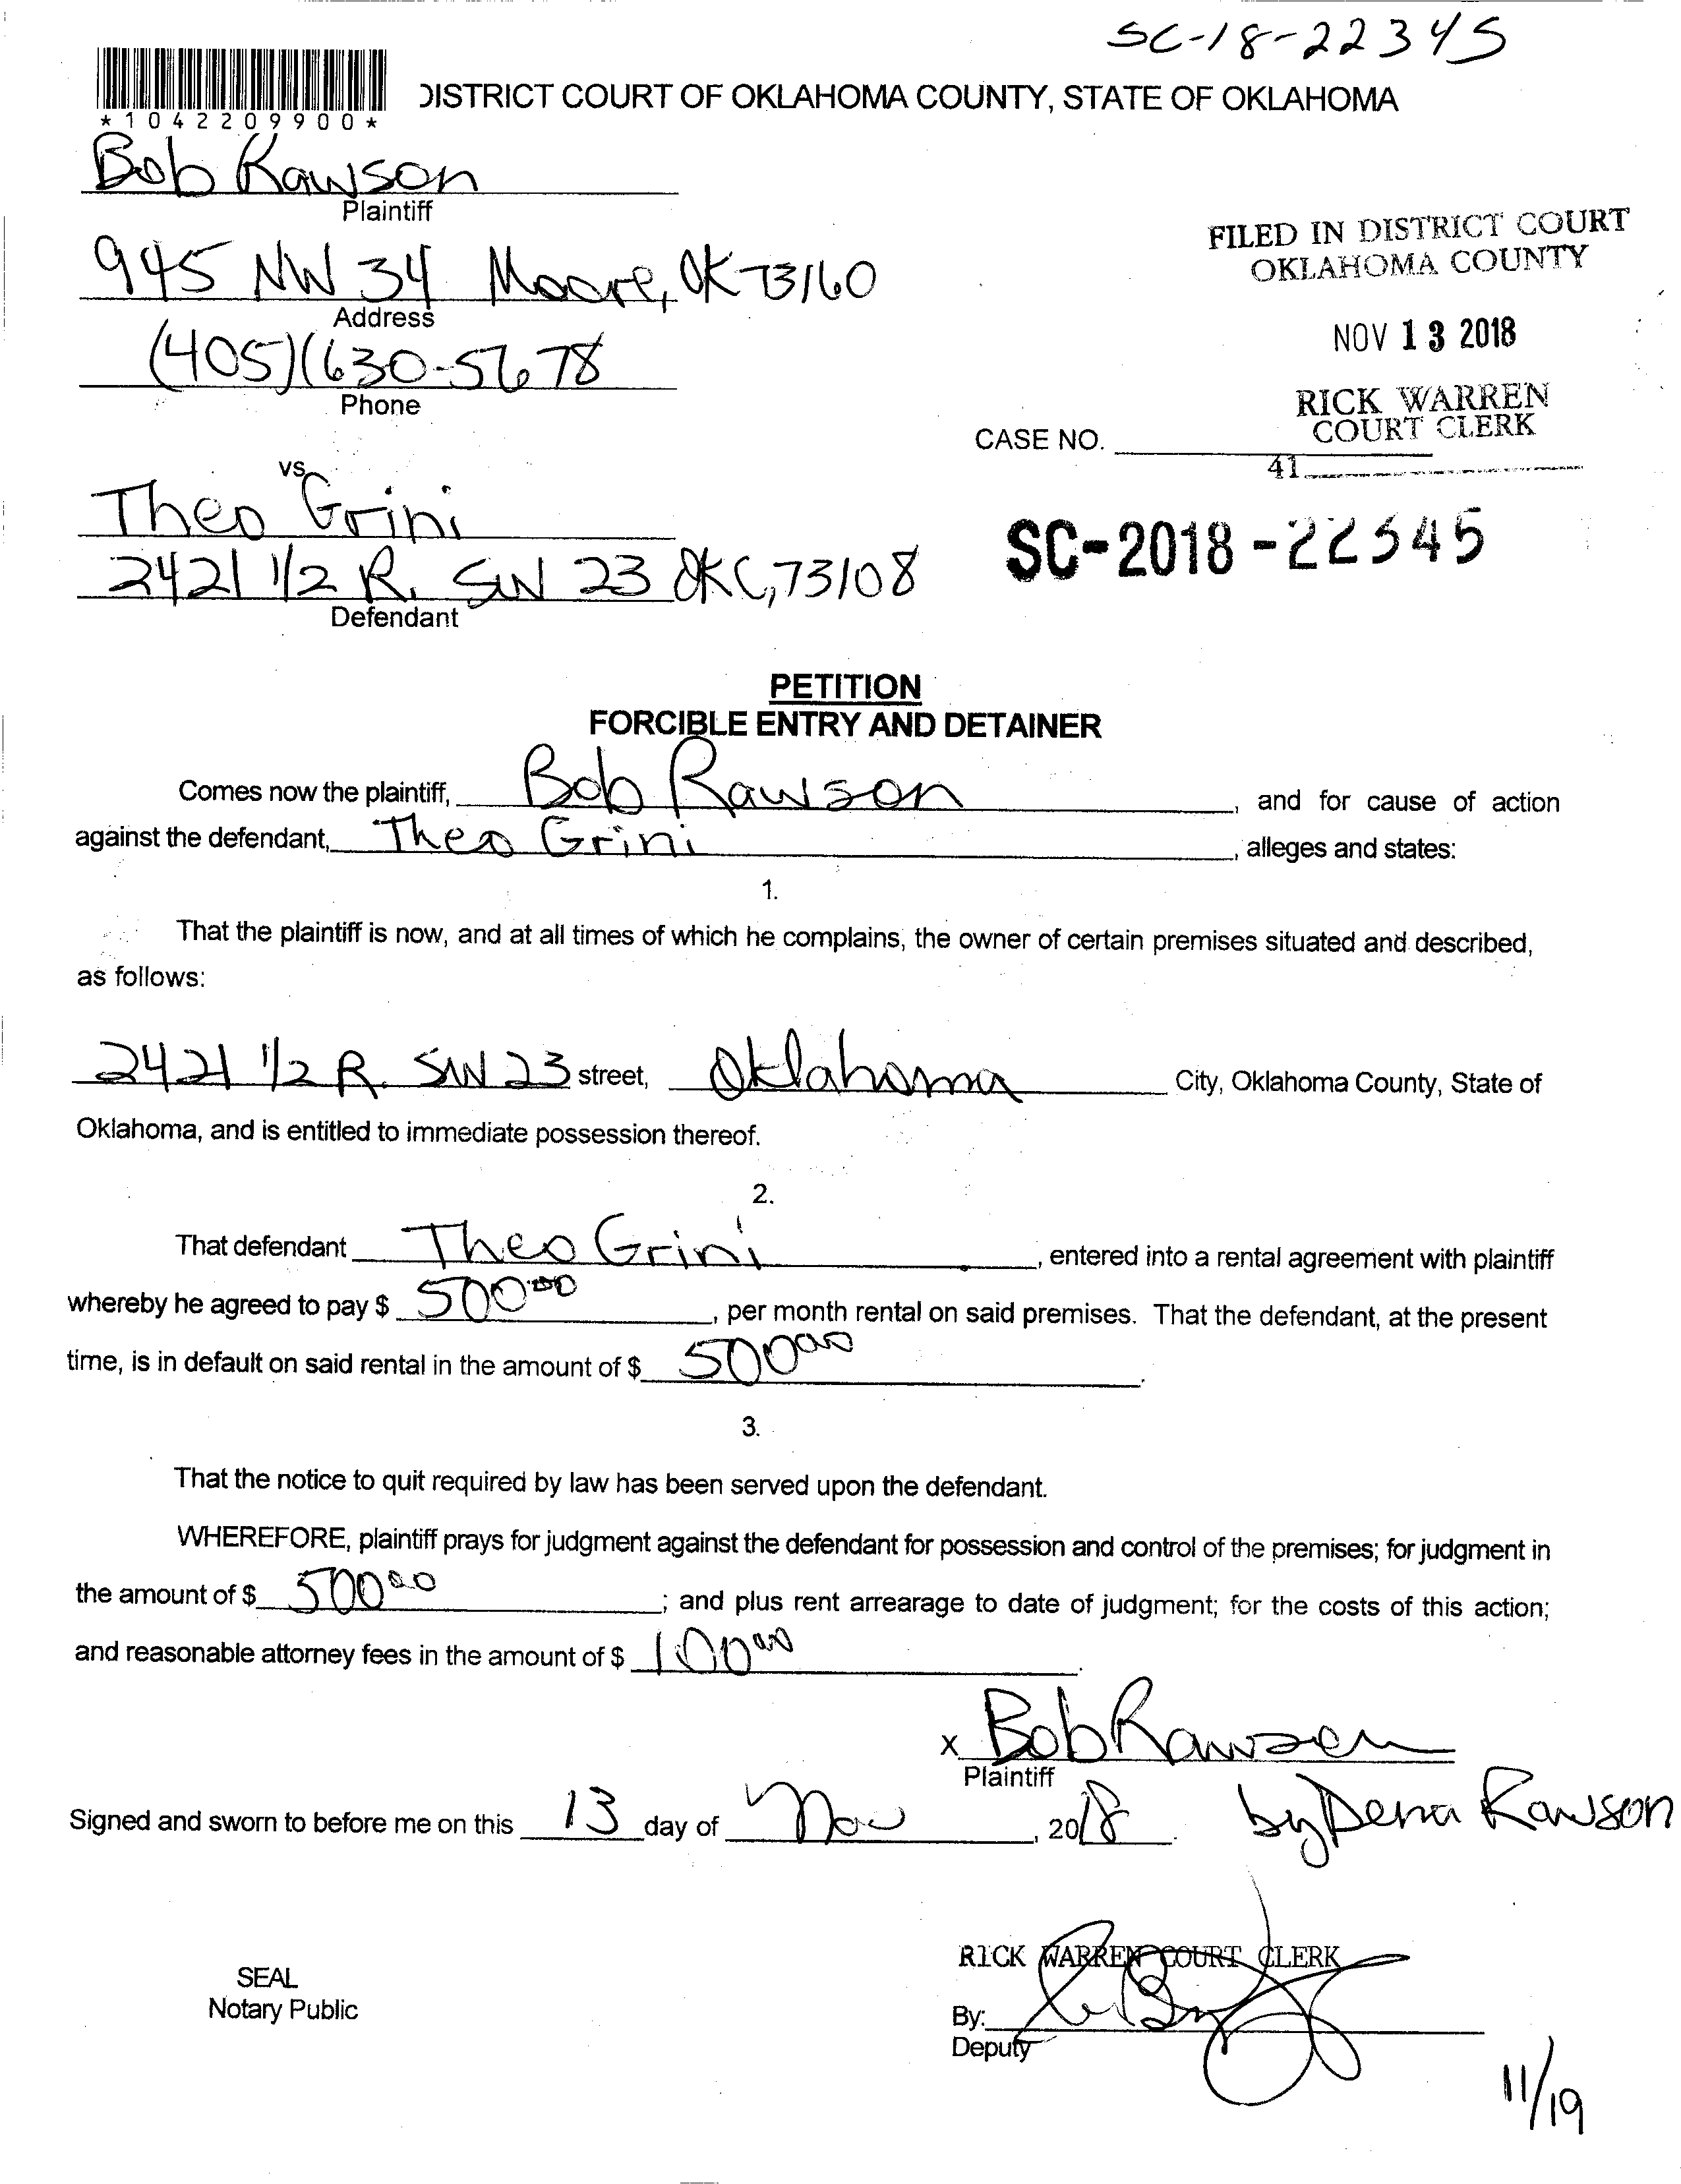 SC-18-22345
*1042209900*
DISTRICT COURT OF OKLAHOMA COUNTY, STATE OF OKLAHOMA
Bob Rawson
Plaintiff
945 NW 34 Moore, OK 73160
Address
(405)(630-5678
Phone
FILED IN DISTRICT COURT
OKLAHOMA COUNTY
NOV 13 2018
RICK WARREN
COURT CLERK
CASE NO.
41
vs.
Theo Grini
2421 1/2 R. SW 23 OKC, 73108
Defendant
SC-2018-22345
PETITION
FORCIBLE ENTRY AND DETAINER
Comes now the plaintiff, Bob Rawson, and for cause of action
against the defendant, Theo Grini, alleges and states:
1.
That the plaintiff is now, and at all times of which he complains, the owner of certain premises situated and described,
as follows:
2421 1/2 R. SW 23 street, Oklahoma City, Oklahoma County, State of
Oklahoma, and is entitled to immediate possession thereof.
2.
That defendant Theo Grini, entered into a rental agreement with plaintiff
whereby he agreed to pay $ 500.00, per month rental on said premises. That the defendant, at the present
time, is in default on said rental in the amount of $ 500 00.
3.
That the notice to quit required by law has been served upon the defendant.
WHEREFORE, plaintiff prays for judgment against the defendant for possession and control of the premises; for judgment in
the amount of $ 500 00; and plus rent arrearage to date of judgment; for the costs of this action;
and reasonable attorney fees in the amount of $ 100 00.
x Bob Rawson
Plaintiff
by Dena Rawson
Signed and sworn to before me on this 13 day of Nov, 2018.
RICK WARREN COURT CLERK
SEAL
Notary Public
By:
Deputy
11/19